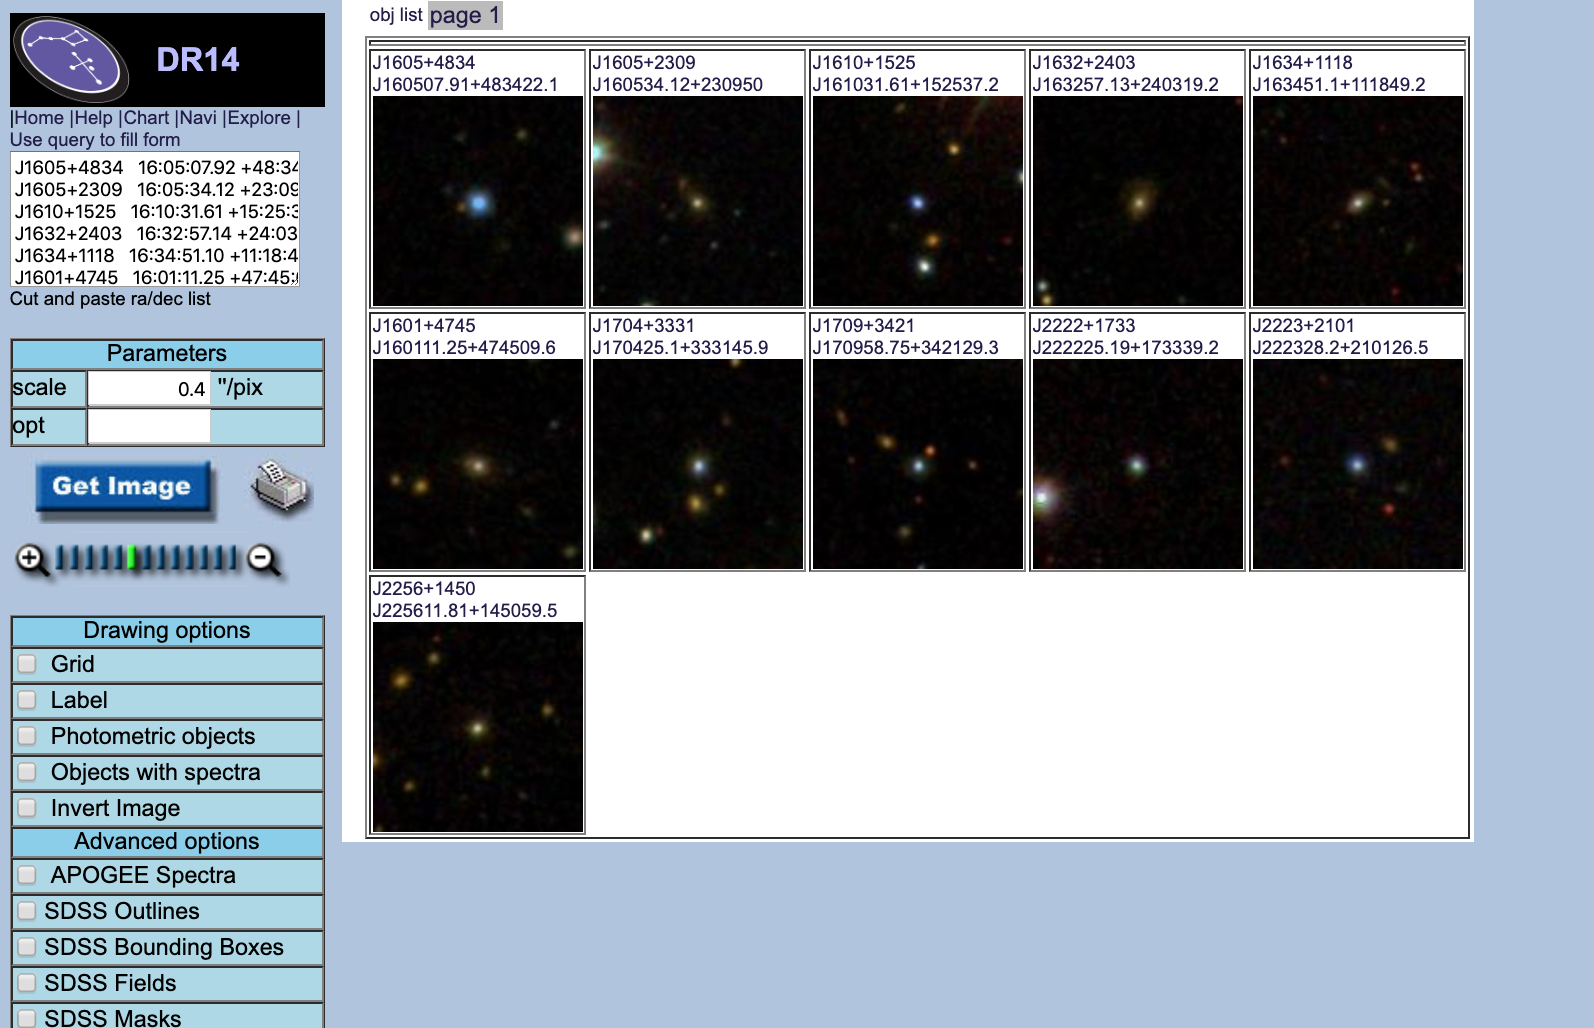 DR14
|Home |Help |Chart |Navi |Explore |
Use query to fill form
J1605+4834 16:05:07.92 +48:34
J1605+2309 16:05:34.12 +23:09
J1610+1525 16:10:31.61 +15:25:3
J1632+2403 16:32:57.14 +24:03
J1634+1118 16:34:51.10 +11:18:4
J1601+4745 16:01:11.25 +47:45:
Cut and paste ra/dec list
Parameters
scale 0.4 "/pix
opt
Get Image
Drawing options
Grid
Label
Photometric objects
Objects with spectra
Invert Image
Advanced options
APOGEE Spectra
SDSS Outlines
SDSS Bounding Boxes
SDSS Fields
SDSS Masks
obj list page 1
J1605+4834
J160507.91+483422.1
J1605+2309
J160534.12+230950
J1610+1525
J161031.61+152537.2
J1632+2403
J163257.13+240319.2
J1634+1118
J163451.1+111849.2
J1601+4745
J160111.25+474509.6
J1704+3331
J170425.1+333145.9
J1709+3421
J170958.75+342129.3
J2222+1733
J222225.19+173339.2
J2223+2101
J222328.2+210126.5
J2256+1450
J225611.81+145059.5